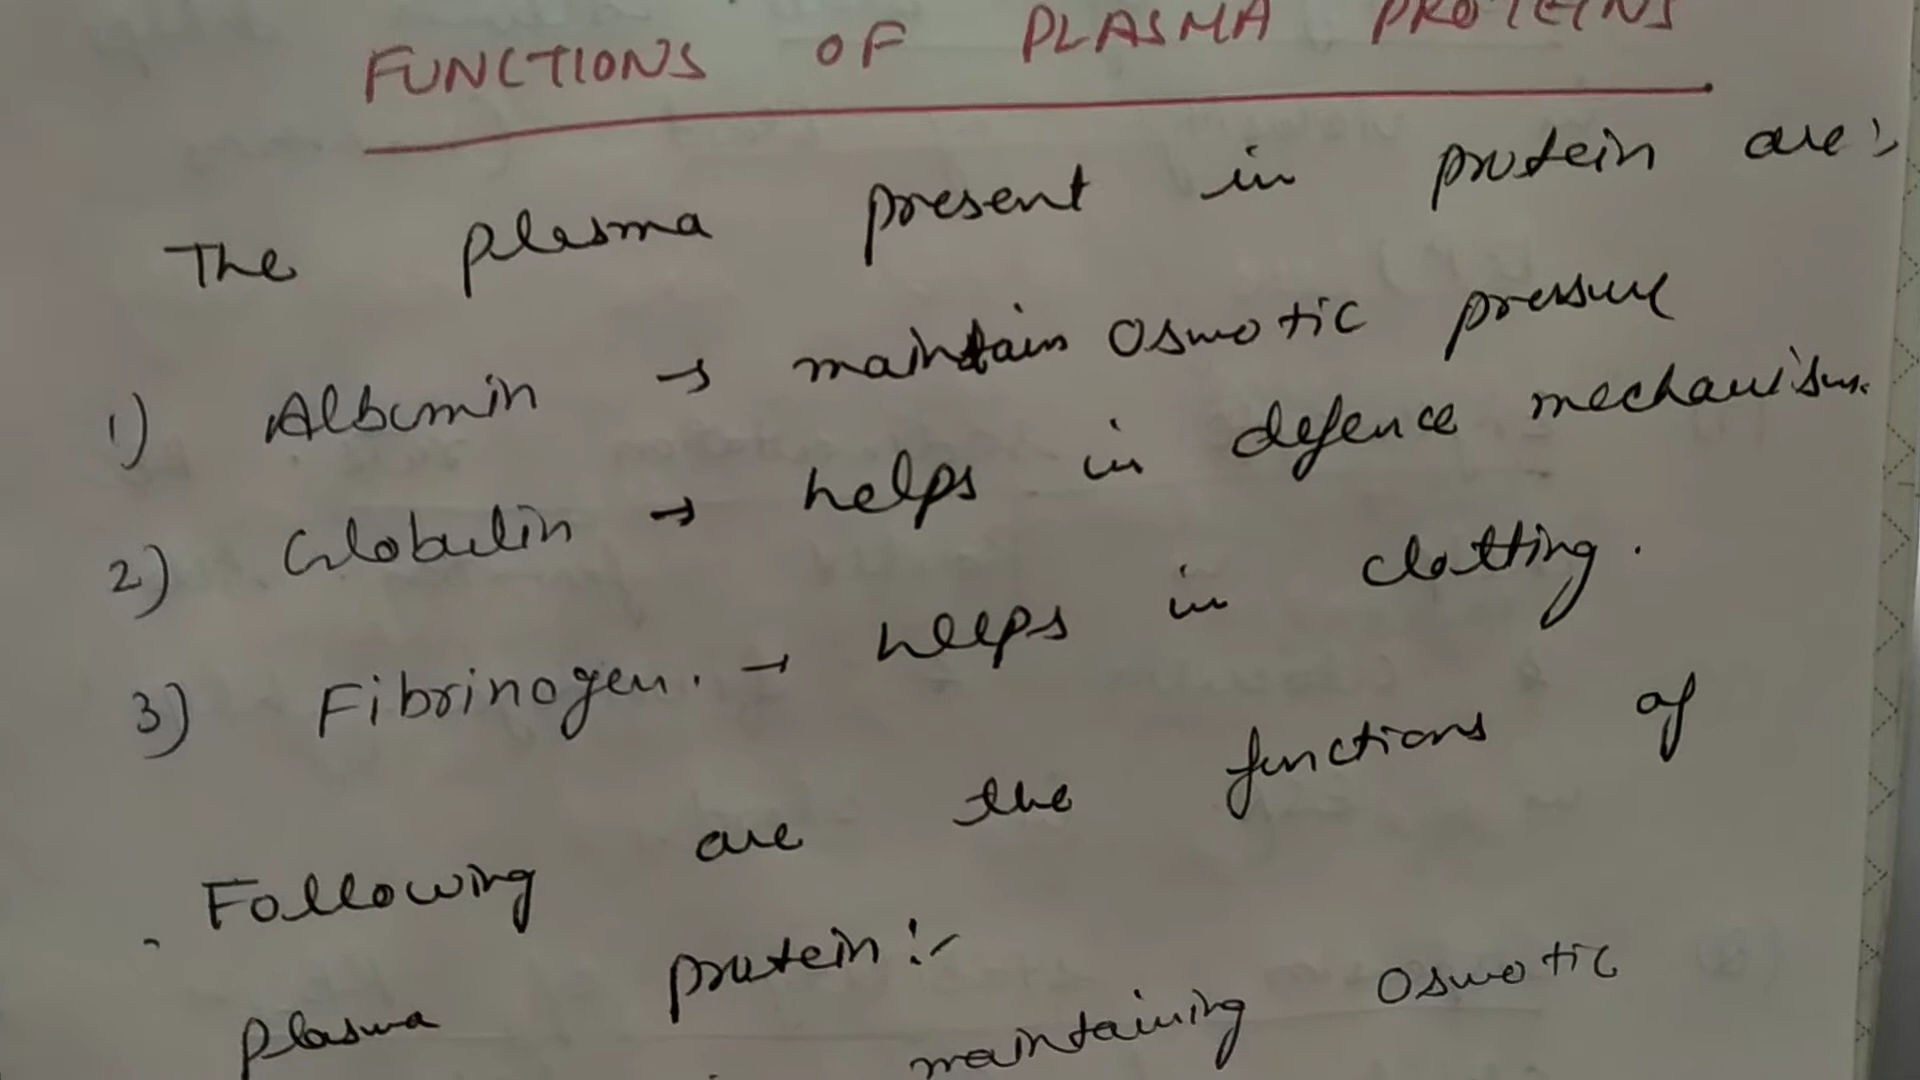 FUNCTIONS OF PLASMA PROTEINS
The plasma present in protein are:
1) Albumin → maintain osmotic pressure
2) Globulin → helps in defence mechanism.
3) Fibrinogen. → helps in clotting.
Following are the functions of
plasma protein:-
maintaining osmotic